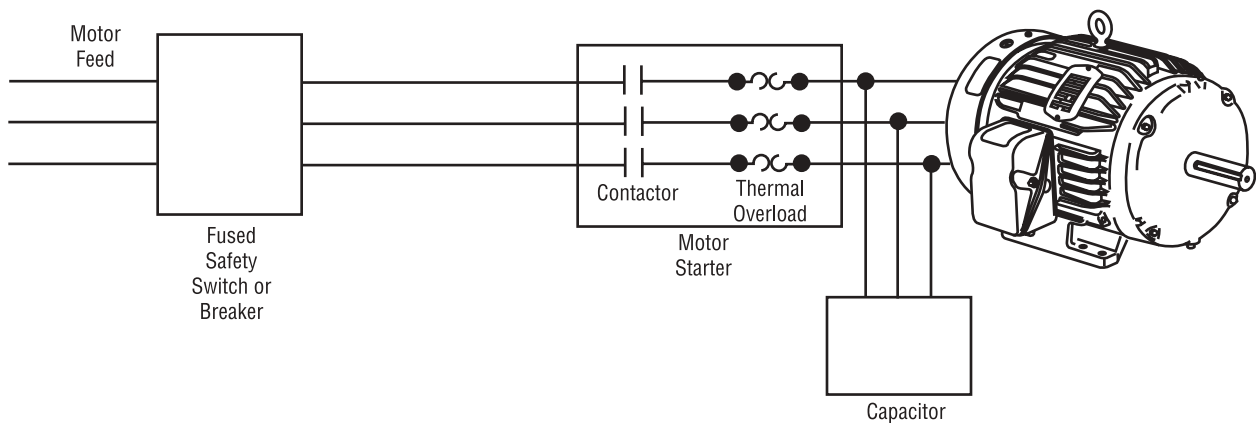 Motor
Feed
Fused
Safety
Switch or
Breaker
Contactor
Thermal
Overload
Motor
Starter
Capacitor